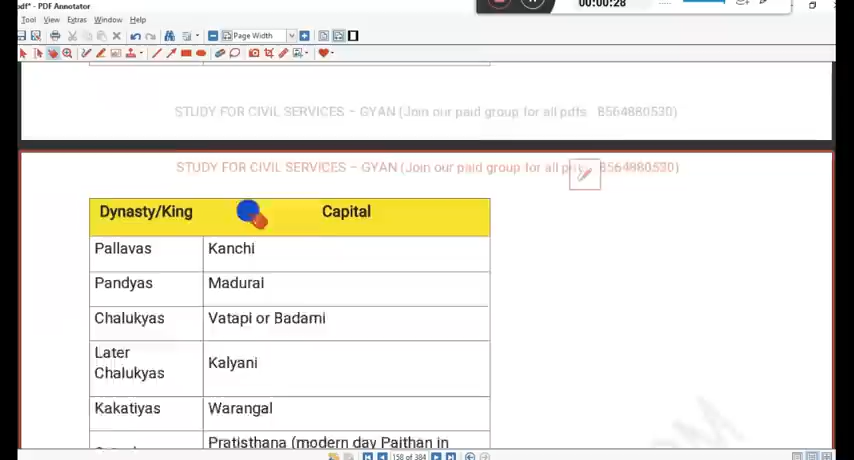 pdf* - PDF Annotator
00:00:28
Tool View Extras Window Help
Page Width
STUDY FOR CIVIL SERVICES – GYAN (Join our paid group for all pdfs 8564880530)
STUDY FOR CIVIL SERVICES – GYAN (Join our paid group for all 8564880530)
Dynasty/King Capital
Pallavas Kanchi
Pandyas Madurai
Chalukyas Vatapi or Badami
Later Chalukyas Kalyani
Kakatiyas Warangal
Pratisthana (modern day Paithan in
158 of 384